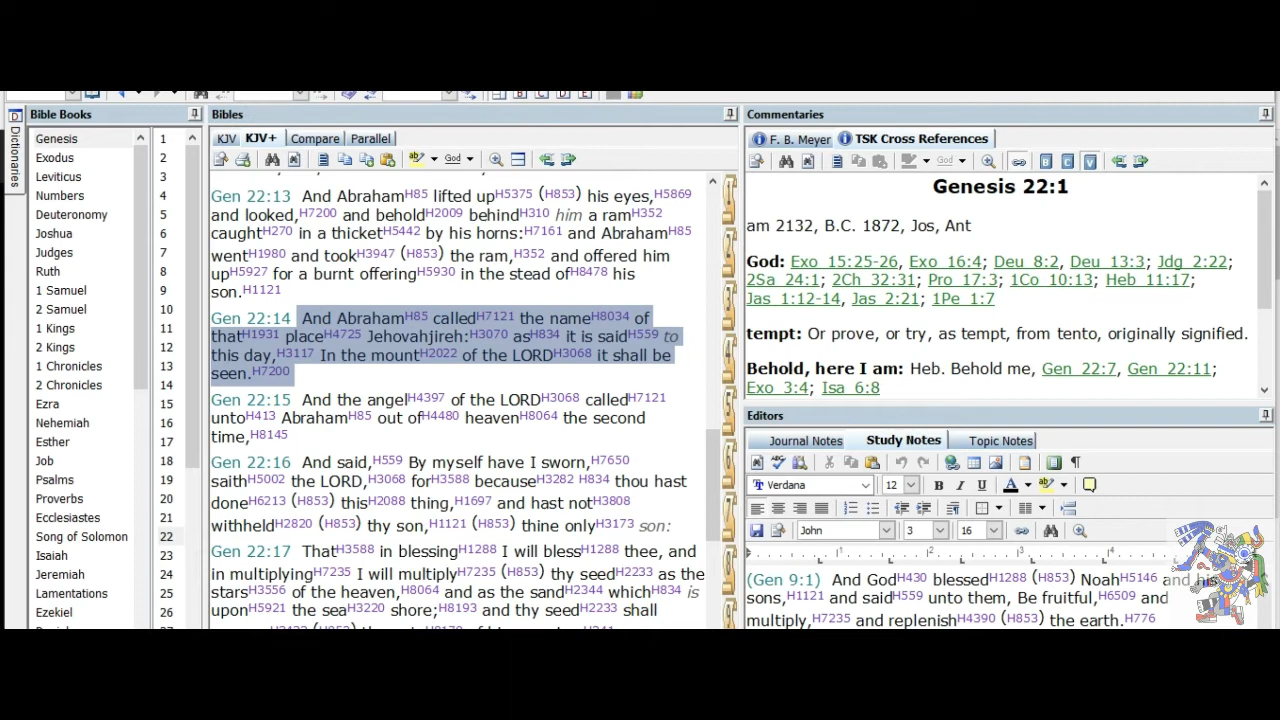 Bible Books
Bibles
Commentaries
Dictionaries
KJV KJV+ Compare Parallel
F. B. Meyer TSK Cross References
God
God
Genesis
Exodus
Leviticus
Numbers
Deuteronomy
Joshua
Judges
Ruth
1 Samuel
2 Samuel
1 Kings
2 Kings
1 Chronicles
2 Chronicles
Ezra
Nehemiah
Esther
Job
Psalms
Proverbs
Ecclesiastes
Song of Solomon
Isaiah
Jeremiah
Lamentations
Ezekiel
1
2
3
4
5
6
7
8
9
10
11
12
13
14
15
16
17
18
19
20
21
22
23
24
25
26
Gen 22:13 And AbrahamH85 lifted upH5375 (H853) his eyes,H5869
and looked,H7200 and beholdH2009 behindH310 him a ramH352
caughtH270 in a thicketH5442 by his horns:H7161 and AbrahamH85
wentH1980 and tookH3947 (H853) the ram,H352 and offered him
upH5927 for a burnt offeringH5930 in the stead ofH8478 his
son.H1121
Gen 22:14 And AbrahamH85 calledH7121 the nameH8034 of
thatH1931 placeH4725 Jehovahjireh:H3070 asH834 it is saidH559 to
this day,H3117 In the mountH2022 of the LORDH3068 it shall be
seen.H7200
Gen 22:15 And the angelH4397 of the LORDH3068 calledH7121
untoH413 AbrahamH85 out ofH4480 heavenH8064 the second
time,H8145
Gen 22:16 And said,H559 By myself have I sworn,H7650
saithH5002 the LORD,H3068 forH3588 becauseH3282 H834 thou hast
doneH6213 (H853) thisH2088 thing,H1697 and hast notH3808
withheldH2820 (H853) thy son,H1121 (H853) thine onlyH3173 son:
Gen 22:17 ThatH3588 in blessingH1288 I will blessH1288 thee, and
in multiplyingH7235 I will multiplyH7235 (H853) thy seedH2233 as the
starsH3556 of the heaven,H8064 and as the sandH2344 whichH834 is
uponH5921 the seaH3220 shore;H8193 and thy seedH2233 shall
Genesis 22:1
am 2132, B.C. 1872, Jos, Ant
God: Exo 15:25-26, Exo 16:4; Deu 8:2, Deu 13:3; Jdg 2:22;
2Sa 24:1; 2Ch 32:31; Pro 17:3; 1Co 10:13; Heb 11:17;
Jas 1:12-14, Jas 2:21; 1Pe 1:7
tempt: Or prove, or try, as tempt, from tento, originally signified.
Behold, here I am: Heb. Behold me, Gen 22:7, Gen 22:11;
Exo 3:4; Isa 6:8
Editors
Journal Notes Study Notes Topic Notes
Verdana 12 B I U A
John 3 16
1 2 3 4
(Gen 9:1) And GodH430 blessedH1288 (H853) NoahH5146 and his
sons,H1121 and saidH559 unto them, Be fruitful,H6509 and
multiply,H7235 and replenishH4390 (H853) the earth.H776